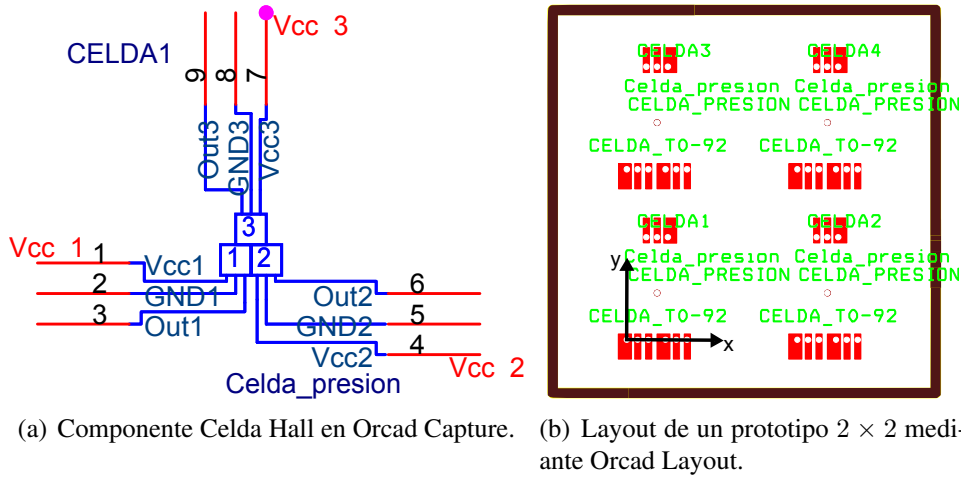 Vcc 3
CELDA1
9
8
7
Out3
GND3
Vcc3
3
1
2
Vcc 1
1
Vcc1
2
GND1
3
Out1
6
Out2
5
GND2
4
Vcc2
Vcc 2
Celda_presion
CELDA3
CELDA4
Celda_presion
Celda_presion
CELDA_PRESION
CELDA_PRESION
CELDA_TO-92
CELDA_TO-92
CELDA1
CELDA2
Celda_presion
Celda_presion
y
CELDA_PRESION
CELDA_PRESION
CELDA_TO-92
CELDA_TO-92
x
(a) Componente Celda Hall en Orcad Capture.
(b) Layout de un prototipo 2 × 2 medi-
ante Orcad Layout.